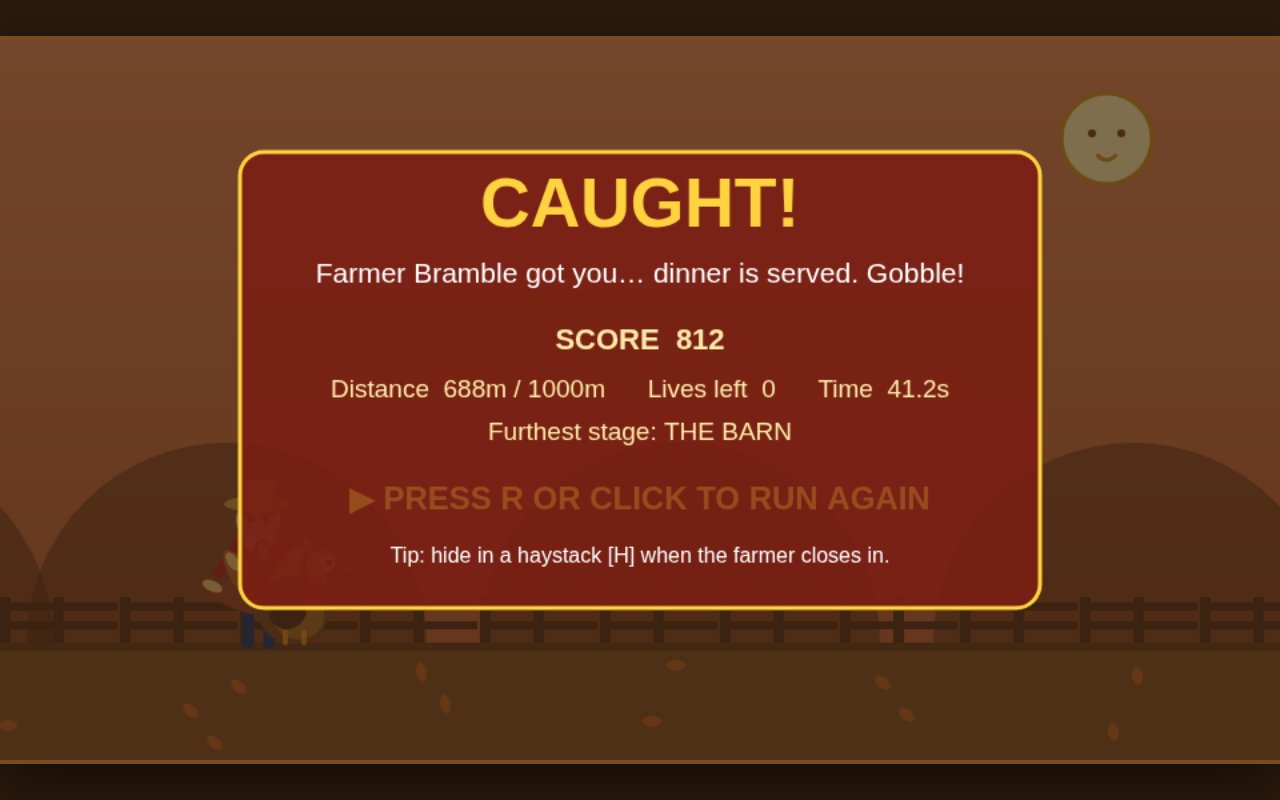 CAUGHT!
Farmer Bramble got you… dinner is served. Gobble!
SCORE 812
Distance 688m / 1000m Lives left 0 Time 41.2s
Furthest stage: THE BARN
▶ PRESS R OR CLICK TO RUN AGAIN
Tip: hide in a haystack [H] when the farmer closes in.